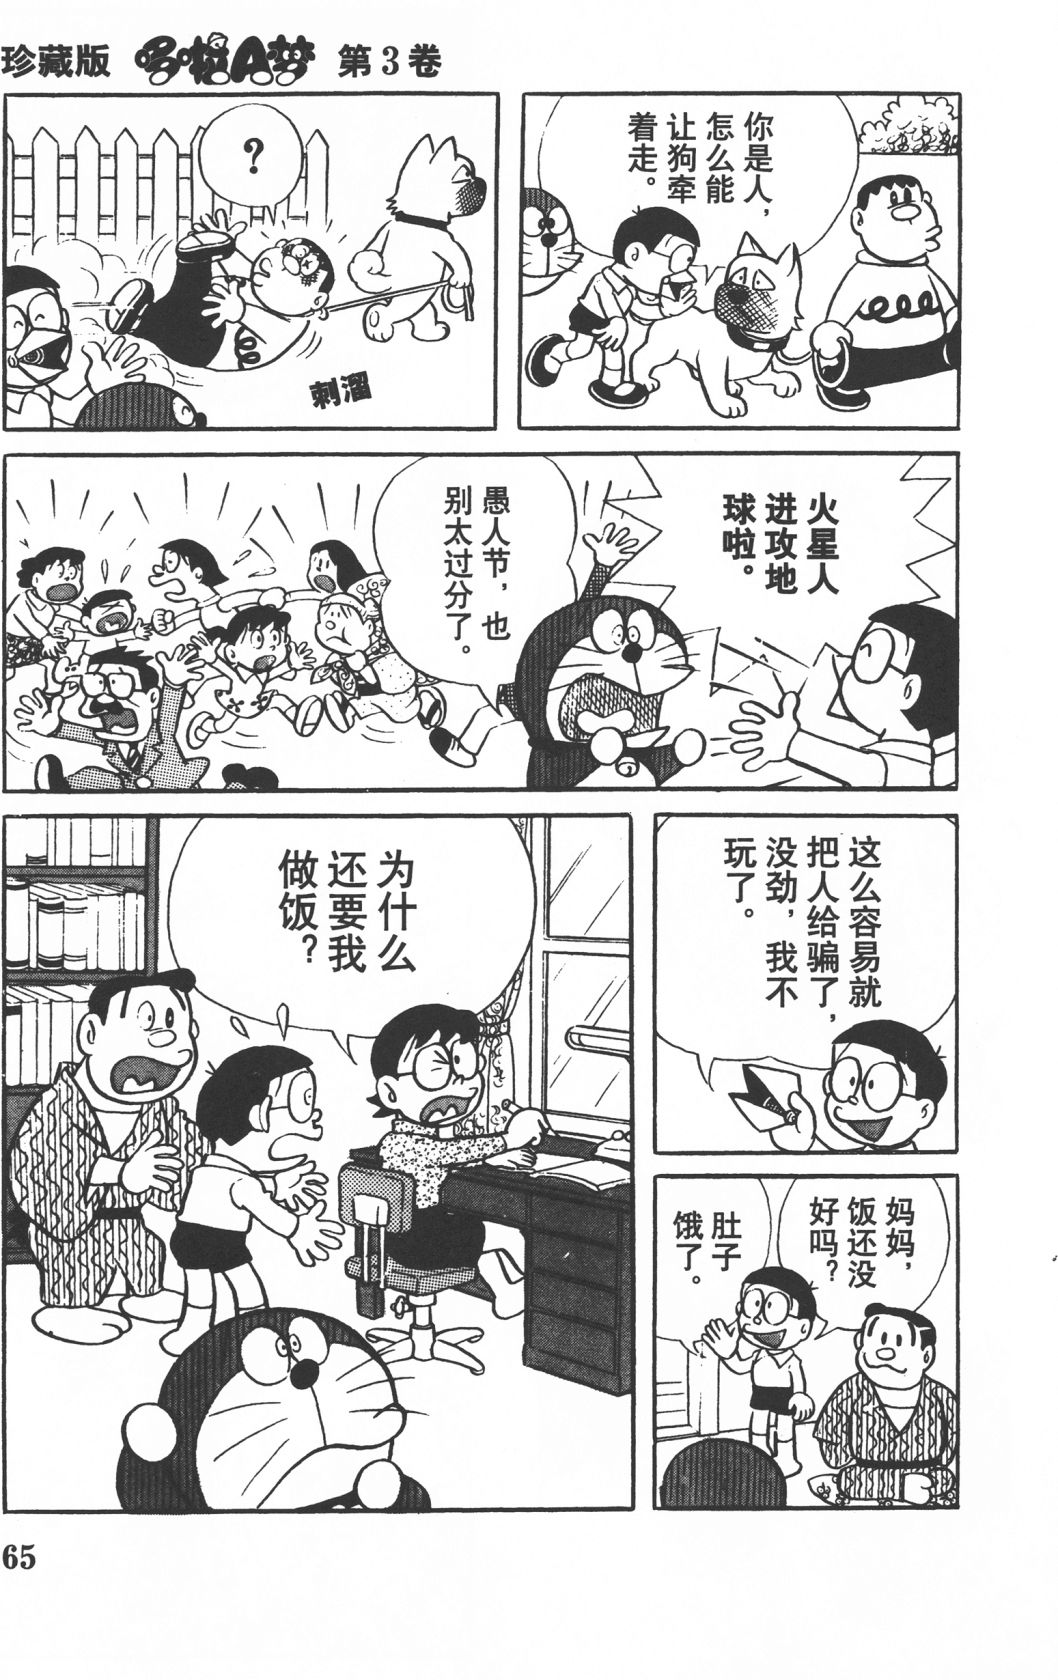 珍藏版 哆啦A梦 第3卷
你是人，
怎么能
让狗牵
着走。
？
刺溜
火星人
进攻地
球啦。
愚人节，也
别太过分了。
这么容易就
把人给骗了，
没劲，我不
玩了。
妈妈，
饭还没
好吗？
肚子
饿了。
为什么
还要我
做饭？
65